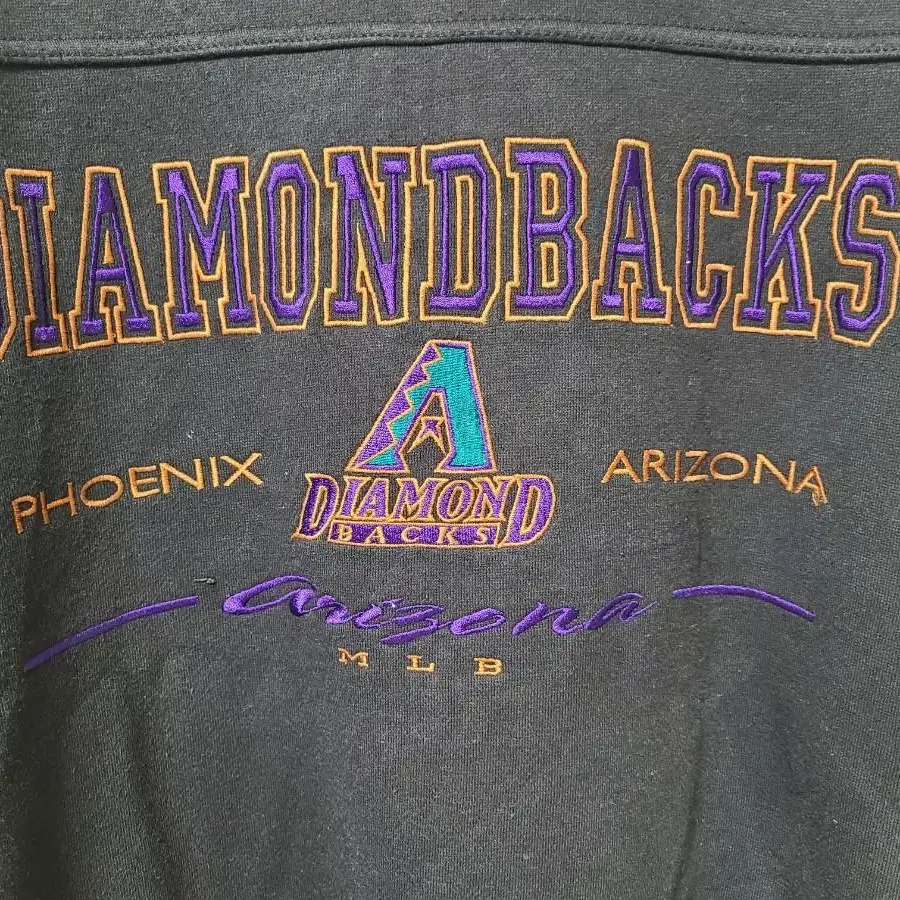 DIAMONDBACKS
PHOENIX ARIZONA
DIAMOND
BACKS
arizona
MLB